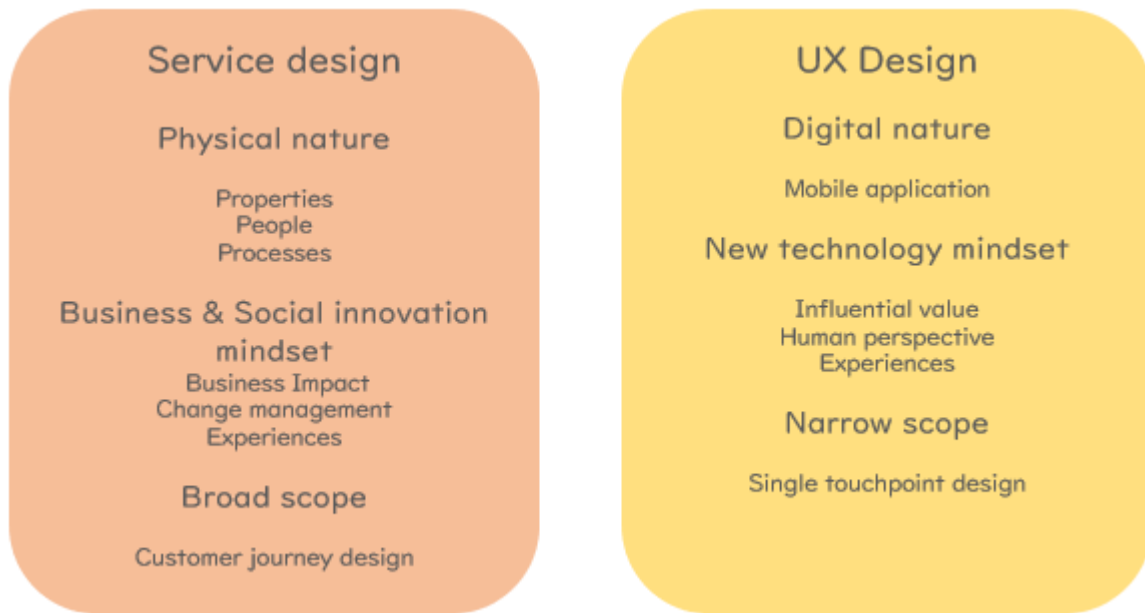 Service design
Physical nature
Properties
People
Processes
Business & Social innovation
mindset
Business Impact
Change management
Experiences
Broad scope
Customer journey design
UX Design
Digital nature
Mobile application
New technology mindset
Influential value
Human perspective
Experiences
Narrow scope
Single touchpoint design